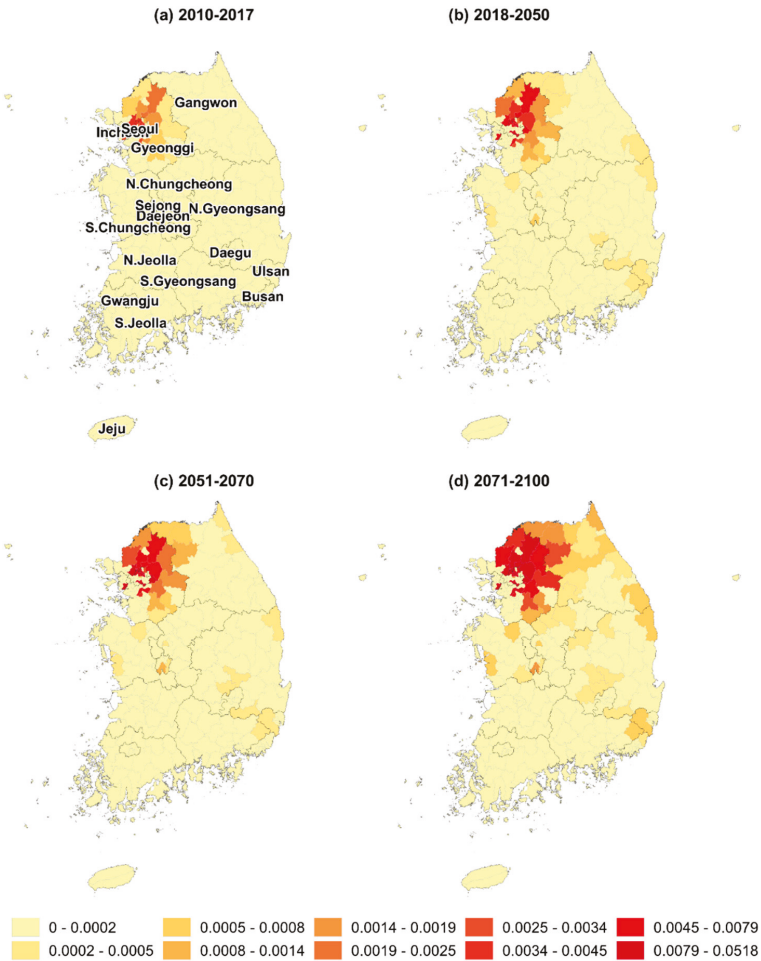 (a) 2010-2017
(b) 2018-2050
Gangwon
Seoul
Incheon
Gyeonggi
N.Chungcheong
Sejong
N.Gyeongsang
Daejeon
S.Chungcheong
Daegu
N.Jeolla
Ulsan
S.Gyeongsang
Busan
Gwangju
S.Jeolla
Jeju
(c) 2051-2070
(d) 2071-2100
0 - 0.0002
0.0005 - 0.0008
0.0014 - 0.0019
0.0025 - 0.0034
0.0045 - 0.0079
0.0002 - 0.0005
0.0008 - 0.0014
0.0019 - 0.0025
0.0034 - 0.0045
0.0079 - 0.0518